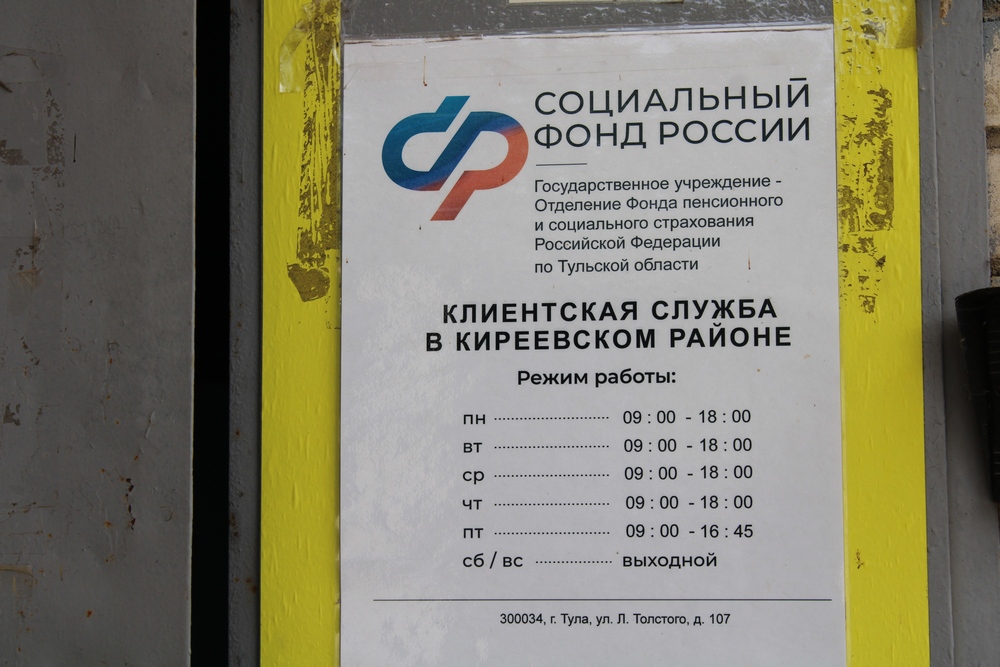 СОЦИАЛЬНЫЙ
ФОНД РОССИИ
Государственное учреждение -
Отделение Фонда пенсионного
и социального страхования
Российской Федерации
по Тульской области
КЛИЕНТСКАЯ СЛУЖБА
В КИРЕЕВСКОМ РАЙОНЕ
Режим работы:
пн ........................... 09 : 00 - 18 : 00
вт ........................... 09 : 00 - 18 : 00
ср ........................... 09 : 00 - 18 : 00
чт ........................... 09 : 00 - 18 : 00
пт ........................... 09 : 00 - 16 : 45
сб / вс .................. выходной
300034, г. Тула, ул. Л. Толстого, д. 107